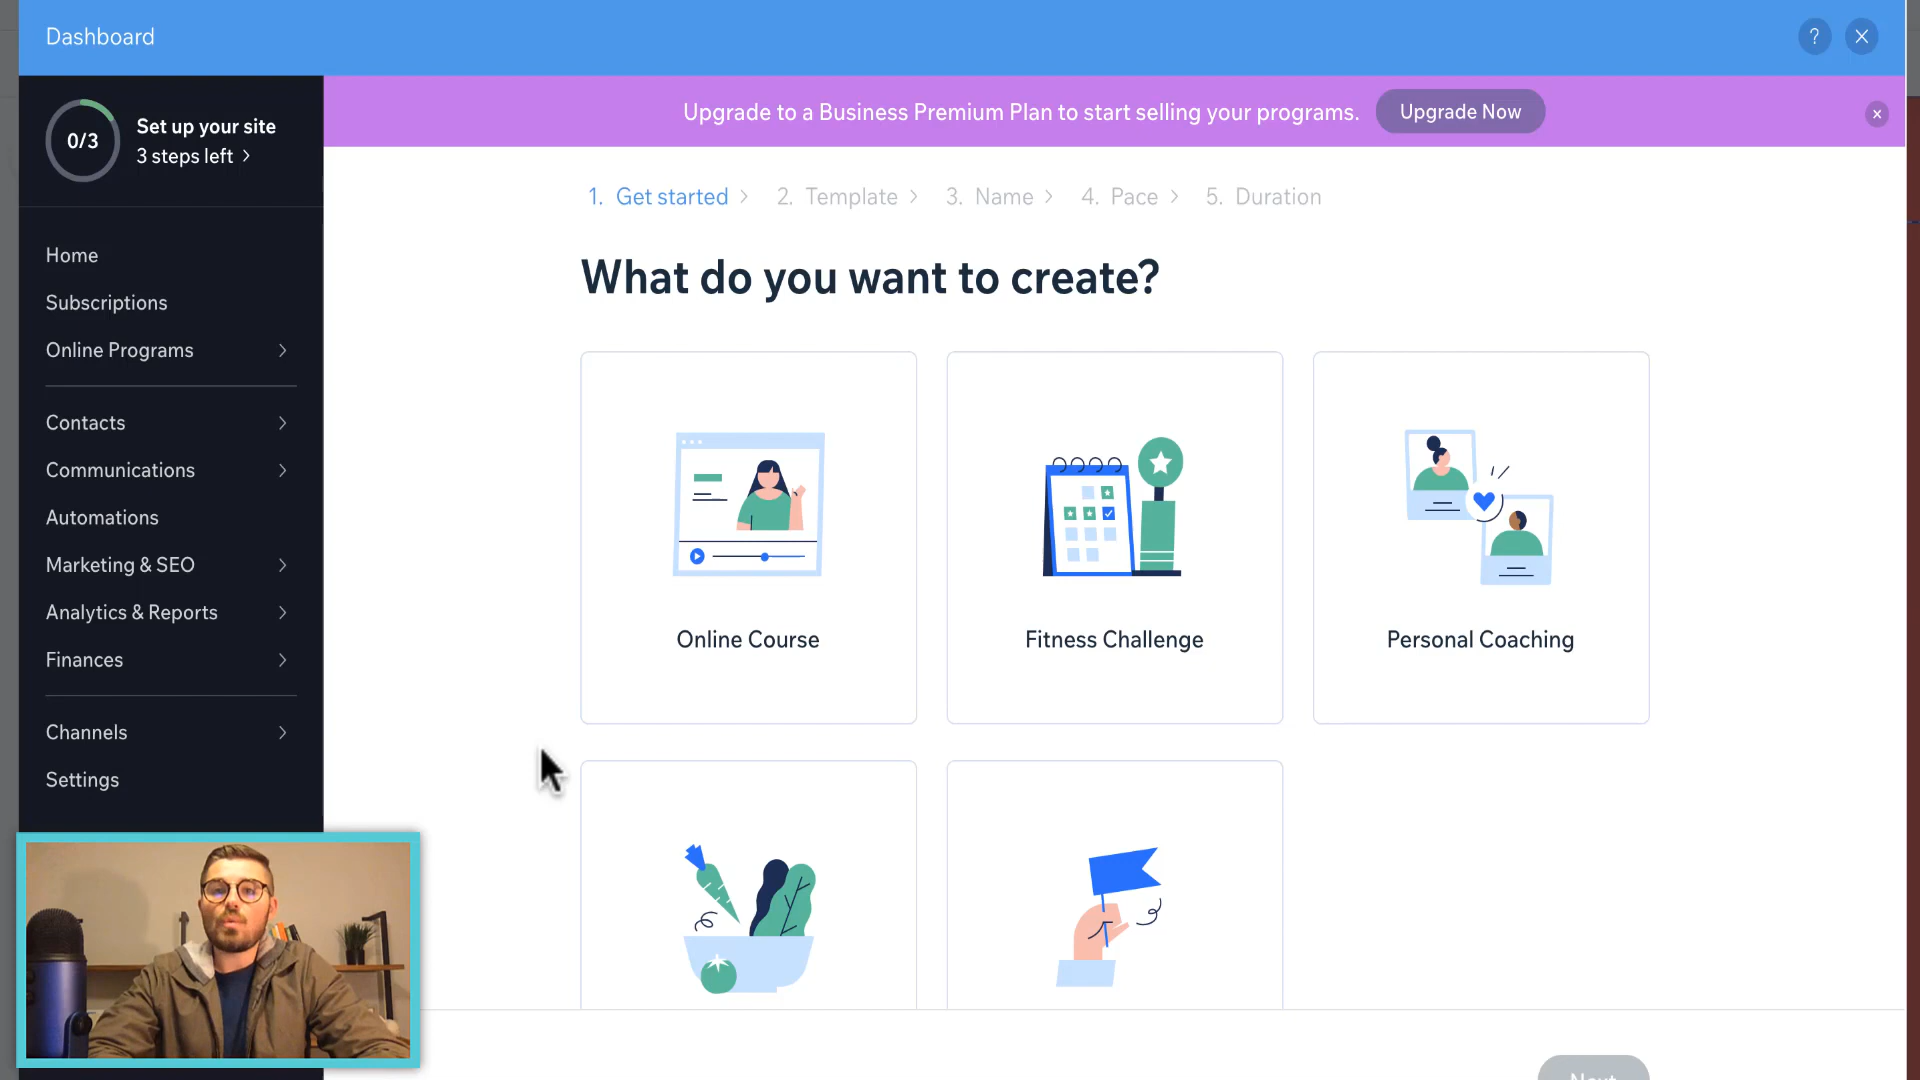 Dashboard
?
0/3
Set up your site
3 steps left
Upgrade to a Business Premium Plan to start selling your programs.
Upgrade Now
1. Get started
2. Template
3. Name
4. Pace
5. Duration
Home
Subscriptions
Online Programs
Contacts
Communications
Automations
Marketing & SEO
Analytics & Reports
Finances
Channels
Settings
What do you want to create?
Online Course
Fitness Challenge
Personal Coaching